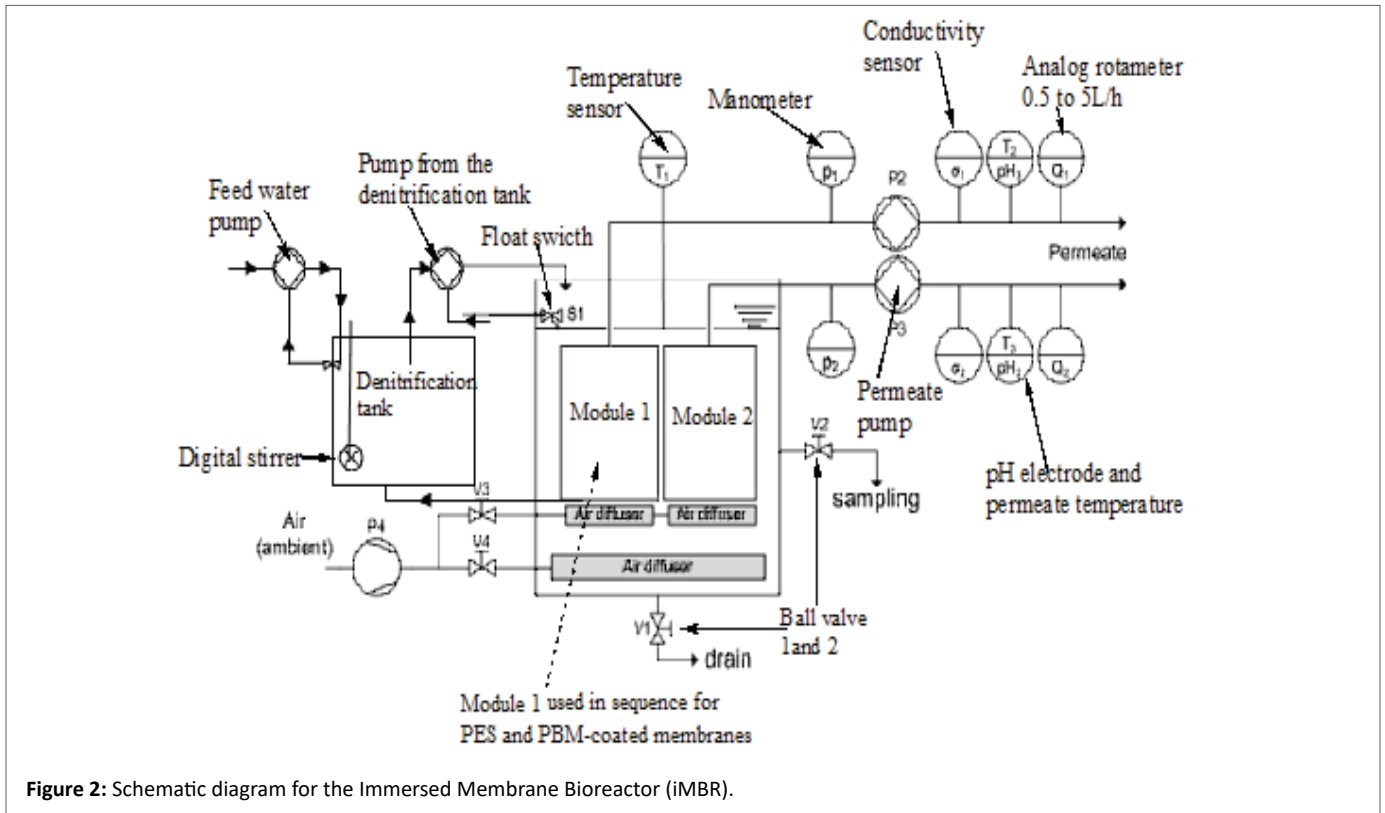 Conductivity
sensor
Analog rotameter
0.5 to 5L/h
Temperature
sensor
Manometer
Pump from the
denitrification tank
Feed water
pump
Float swicth
T1
p1
P2
σ1
T2
pH1
Q1
Permeate
S1
P3
p2
σ2
T3
pH2
Q2
Denitrification
tank
Module 1
Module 2
Permeate
pump
V2
Digital stirrer
sampling
pH electrode and
permeate temperature
V3
Air diffuser
Air diffuser
Air
(ambient)
P4
V4
Air diffuser
Ball valve
1and 2
V1
drain
Module 1 used in sequence for
PES and PBM-coated membranes
Figure 2: Schematic diagram for the Immersed Membrane Bioreactor (iMBR).